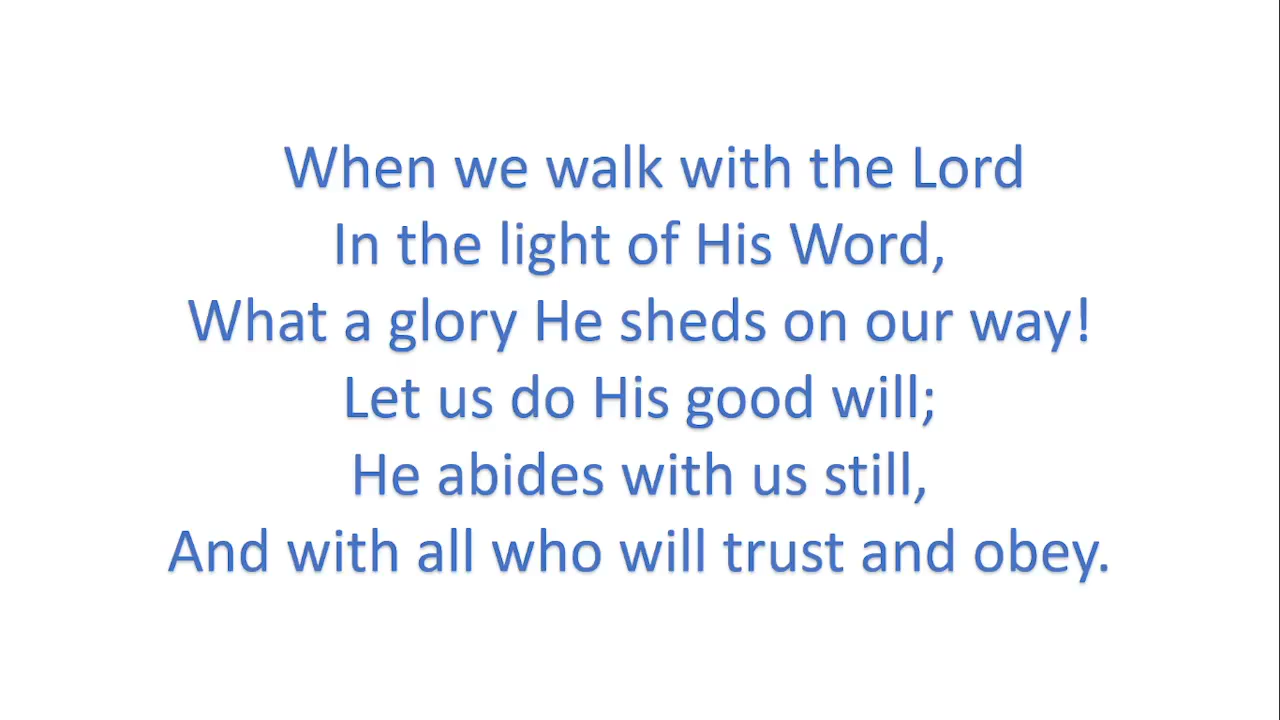 When we walk with the Lord
In the light of His Word,
What a glory He sheds on our way!
Let us do His good will;
He abides with us still,
And with all who will trust and obey.